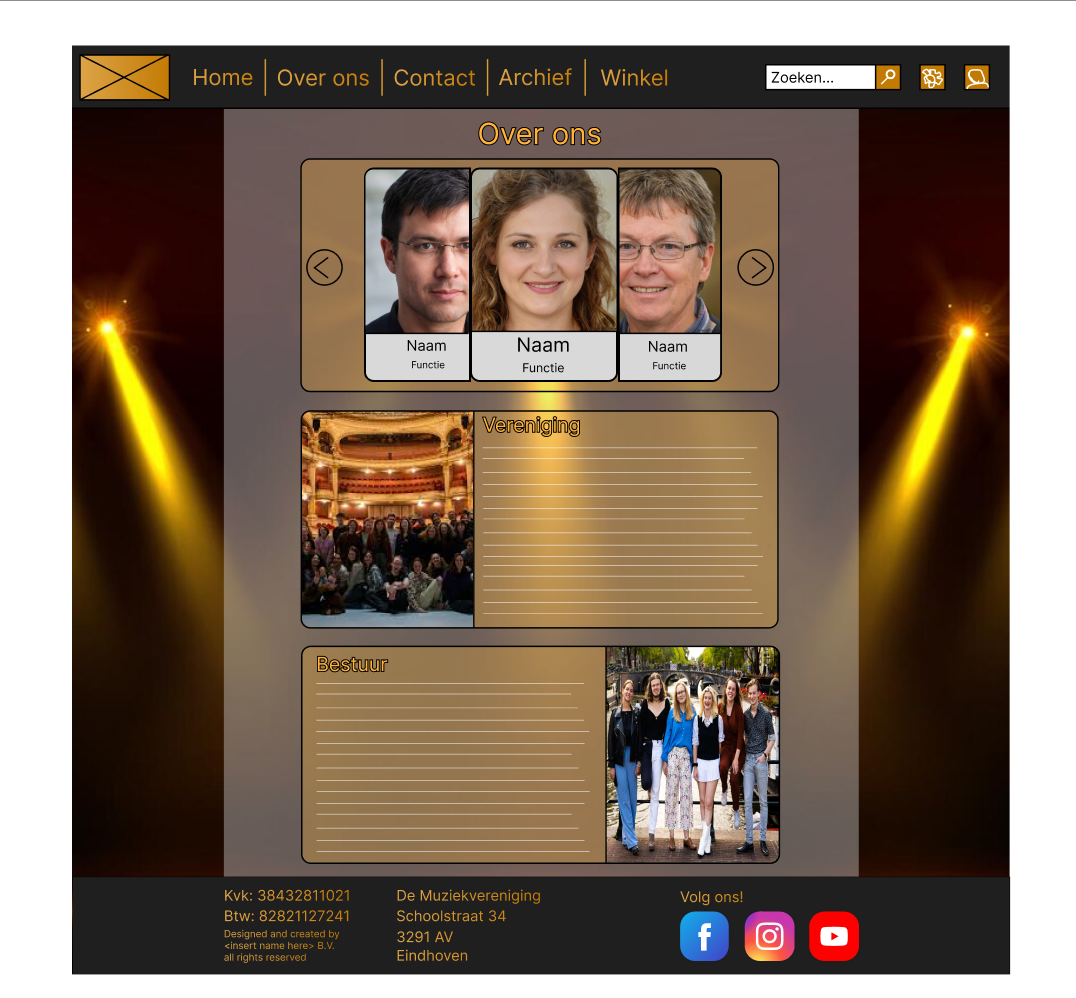 Home
Over ons
Contact
Archief
Winkel
Zoeken...
Over ons
Naam
Functie
Naam
Functie
Naam
Functie
Vereniging
Bestuur
Kvk: 38432811021
Btw: 82821127241
Designed and created by
<insert name here> B.V.
all rights reserved
De Muziekvereniging
Schoolstraat 34
3291 AV
Eindhoven
Volg ons!